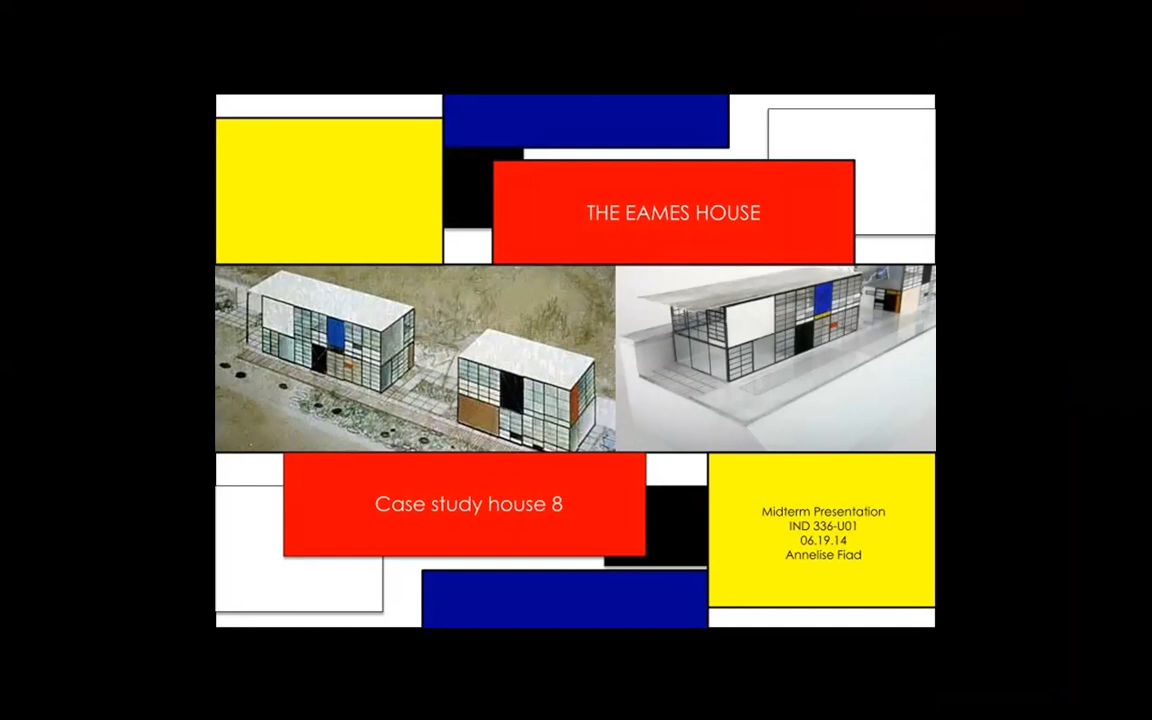 THE EAMES HOUSE
Case study house 8
Midterm Presentation
IND 336-U01
06.19.14
Annelise Fiad